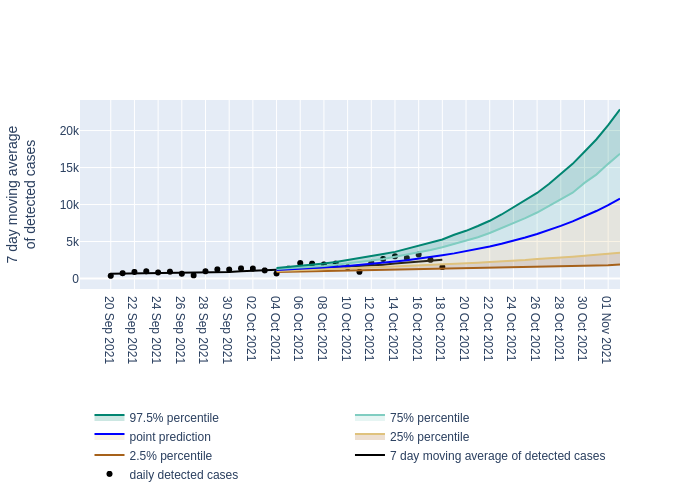 7 day moving average
of detected cases
20k
15k
10k
5k
0
20 Sep 2021
22 Sep 2021
24 Sep 2021
26 Sep 2021
28 Sep 2021
30 Sep 2021
02 Oct 2021
04 Oct 2021
06 Oct 2021
08 Oct 2021
10 Oct 2021
12 Oct 2021
14 Oct 2021
16 Oct 2021
18 Oct 2021
20 Oct 2021
22 Oct 2021
24 Oct 2021
26 Oct 2021
28 Oct 2021
30 Oct 2021
01 Nov 2021
97.5% percentile
75% percentile
point prediction
25% percentile
2.5% percentile
7 day moving average of detected cases
daily detected cases